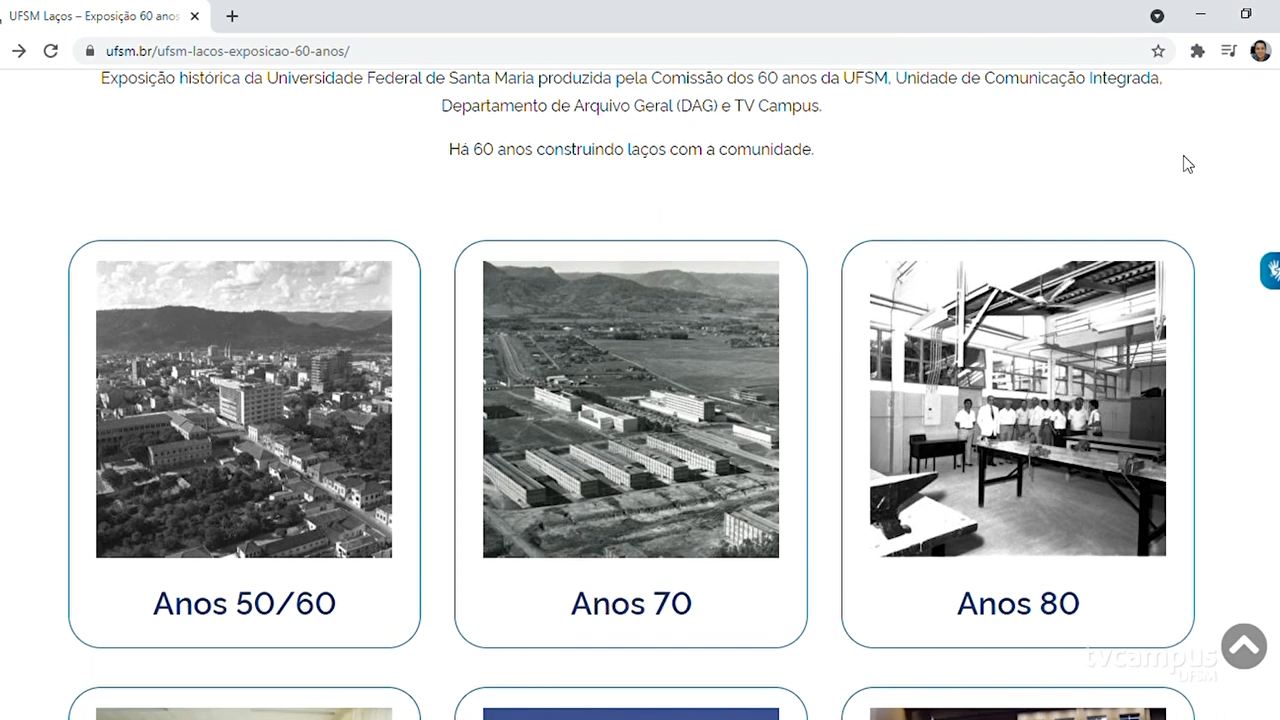 UFSM Laços – Exposição 60 anos
ufsm.br/ufsm-lacos-exposicao-60-anos/
Exposição histórica da Universidade Federal de Santa Maria produzida pela Comissão dos 60 anos da UFSM, Unidade de Comunicação Integrada,
Departamento de Arquivo Geral (DAG) e TV Campus.
Há 60 anos construindo laços com a comunidade.
Anos 50/60
Anos 70
Anos 80
tvcampus
UFSM